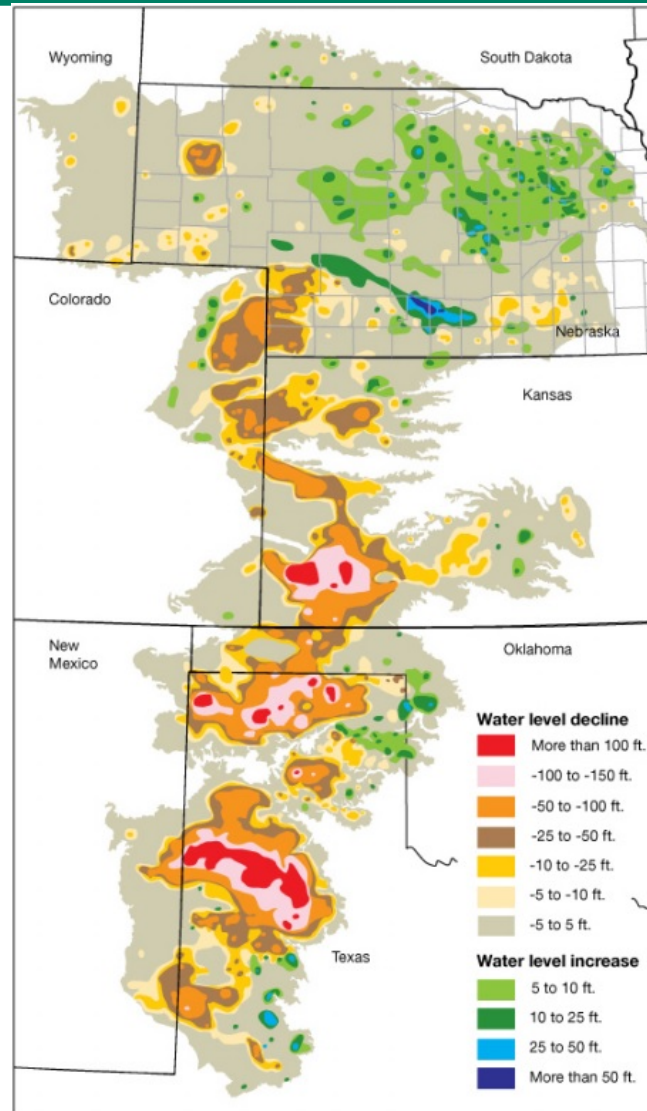 Wyoming
South Dakota
Colorado
Nebraska
Kansas
New
Mexico
Oklahoma
Texas
Water level decline
More than 100 ft.
-100 to -150 ft.
-50 to -100 ft.
-25 to -50 ft.
-10 to -25 ft.
-5 to -10 ft.
-5 to 5 ft.
Water level increase
5 to 10 ft.
10 to 25 ft.
25 to 50 ft.
More than 50 ft.